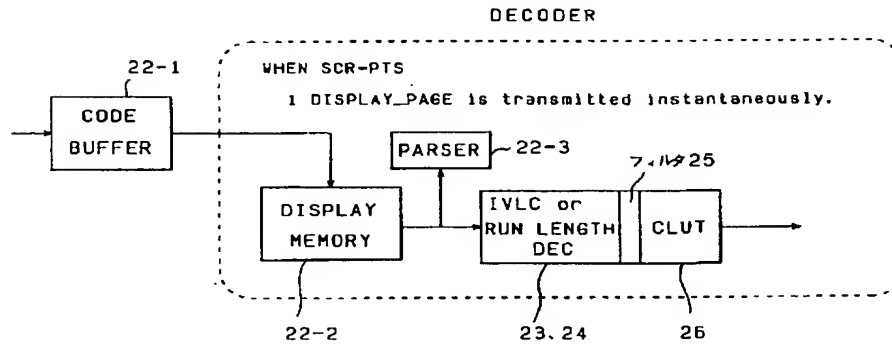 DECODER
WHEN SCR-PTS
1 DISPLAY_PAGE is transmitted instantaneously.
22-1
CODE
BUFFER
PARSER
22-3
フィルタ25
DISPLAY
MEMORY
IVLC or
RUN LENGTH
DEC
CLUT
22-2
23、24
26